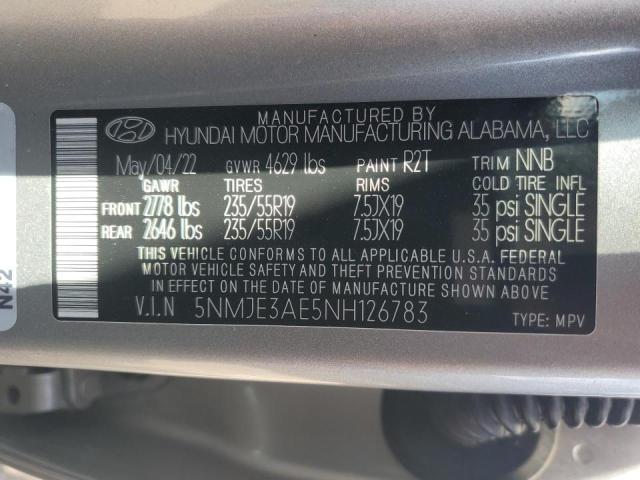 MANUFACTURED BY
HYUNDAI MOTOR MANUFACTURING ALABAMA, LLC
May/04/22 GVWR 4629 lbs PAINT R2T TRIM NNB
GAWR TIRES RIMS COLD TIRE INFL
FRONT 2778 lbs 235/55R19 7.5JX19 35 psi SINGLE
REAR 2646 lbs 235/55R19 7.5JX19 35 psi SINGLE
THIS VEHICLE CONFORMS TO ALL APPLICABLE U.S.A. FEDERAL
MOTOR VEHICLE SAFETY AND THEFT PREVENTION STANDARDS
IN EFFECT ON THE DATE OF MANUFACTURE SHOWN ABOVE.
V.I.N 5NMJE3AE5NH126783
TYPE: MPV
N42